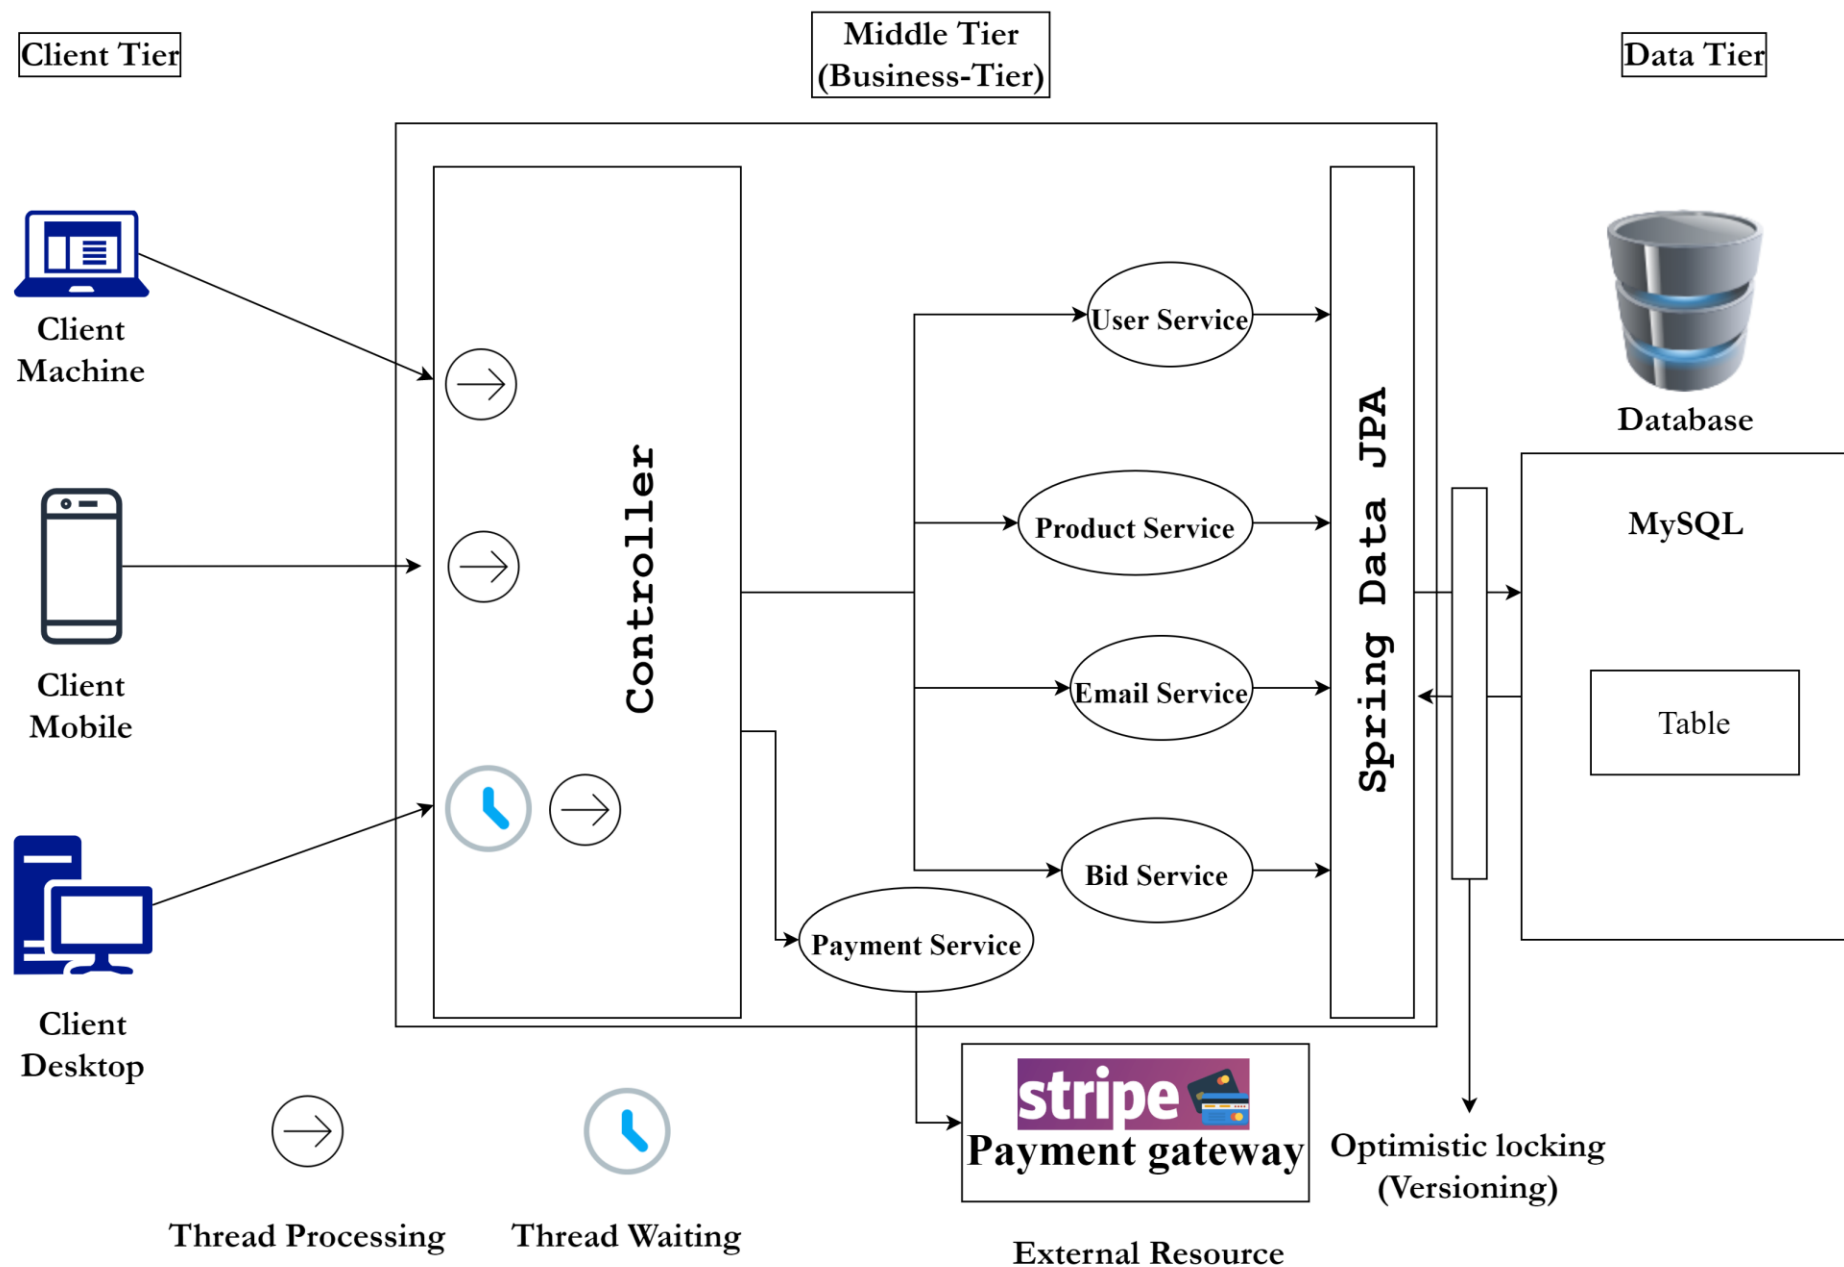 Client Tier
Middle Tier
(Business-Tier)
Data Tier
Client
Machine
Client
Mobile
Client
Desktop
Controller
User Service
Product Service
Email Service
Bid Service
Payment Service
Spring Data JPA
Database
MySQL
Table
stripe
Payment gateway
External Resource
Optimistic locking
(Versioning)
Thread Processing
Thread Waiting